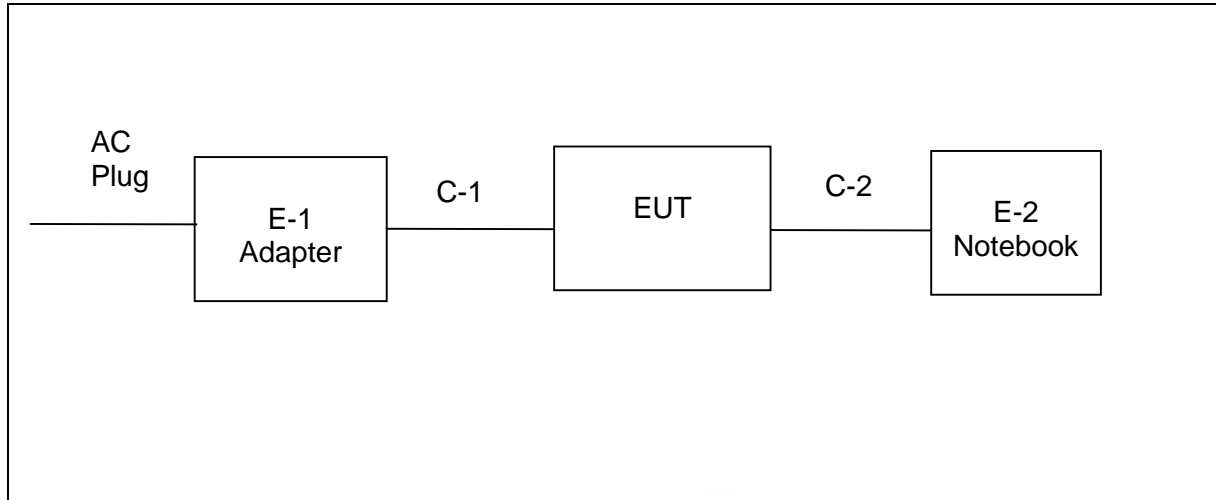 AC
Plug
E-1
Adapter
C-1
EUT
C-2
E-2
Notebook